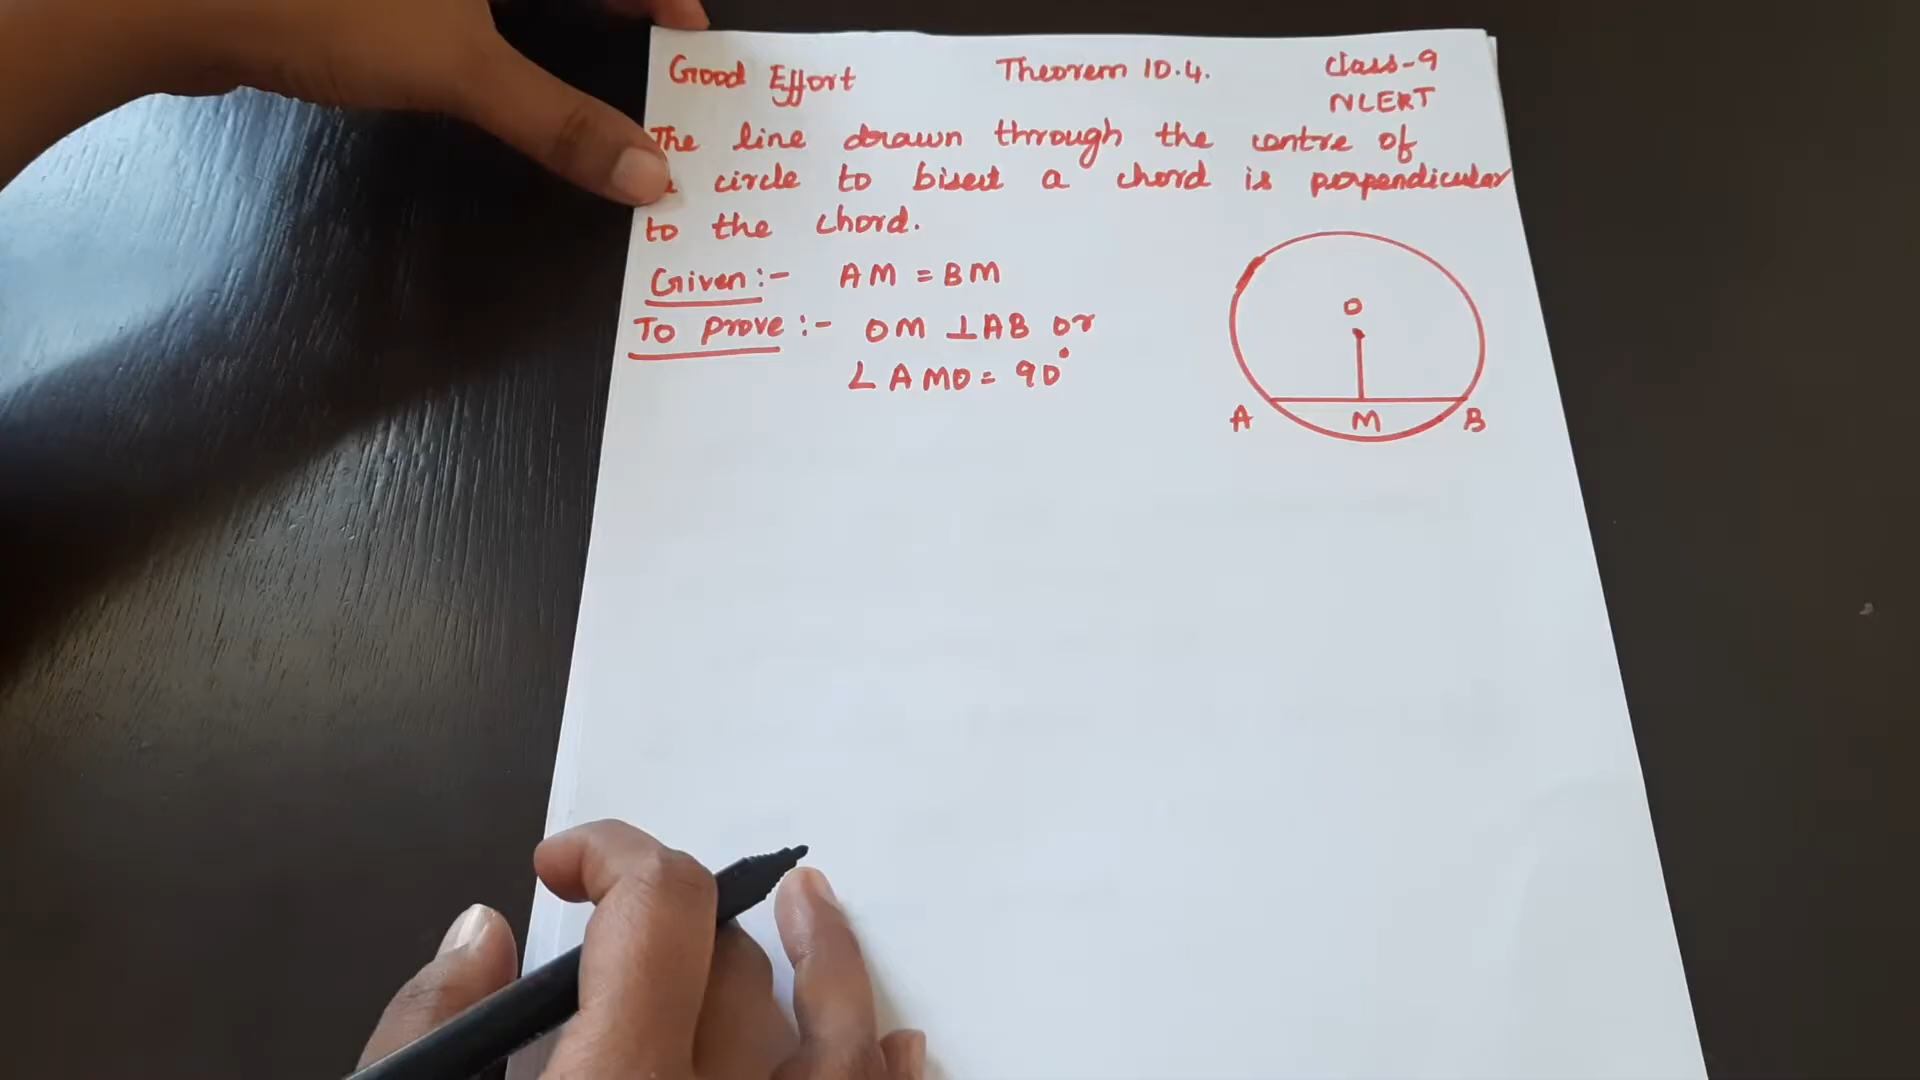 Good Effort Theorem 10.4. Class-9
NCERT
The line drawn through the centre of
a circle to bisect a chord is perpendicular
to the chord.
Given:- AM = BM
To prove:- OM ⊥AB or
∠AMO = 90°
O
A M B